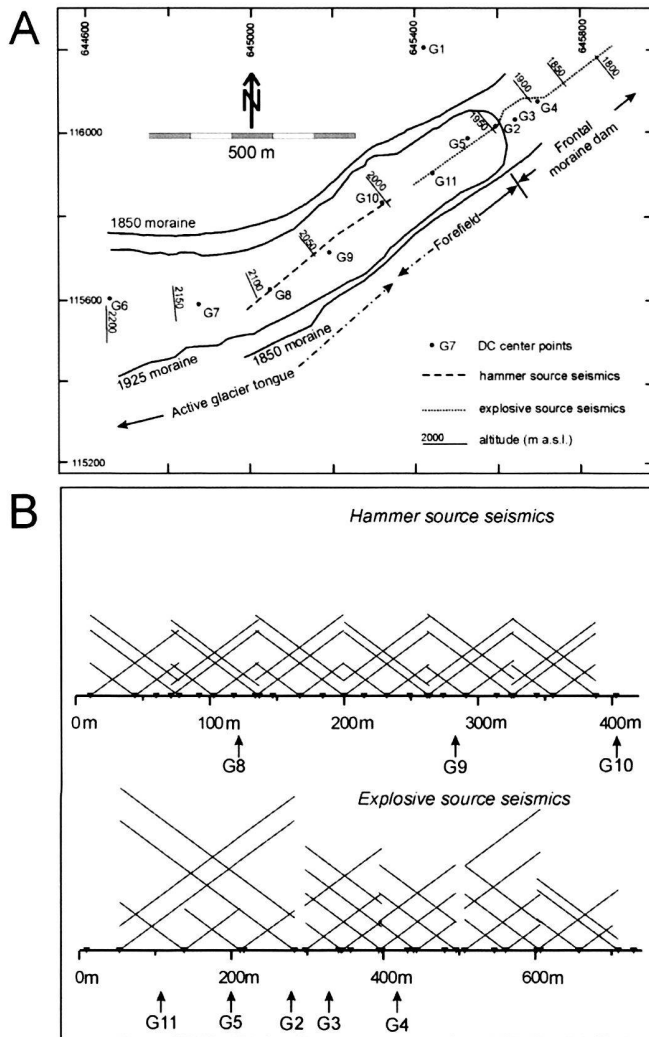 A
644600
645000
645400
645800
G1
N
500 m
116000
115600
115200
1900
1850
1800
G4
G3
G2
1950
G5
G11
Frontal
moraine dam
2000
G10
Forefield
1850 moraine
2050
G9
2100
G8
2150
G7
G6
2200
1850 moraine
1925 moraine
Active glacier tongue
G7 DC center points
hammer source seismics
explosive source seismics
2000 altitude (m a.s.l.)
B
Hammer source seismics
0m 100m 200m 300m 400m
G8 G9 G10
Explosive source seismics
0m 200m 400m 600m
G11 G5 G2 G3 G4